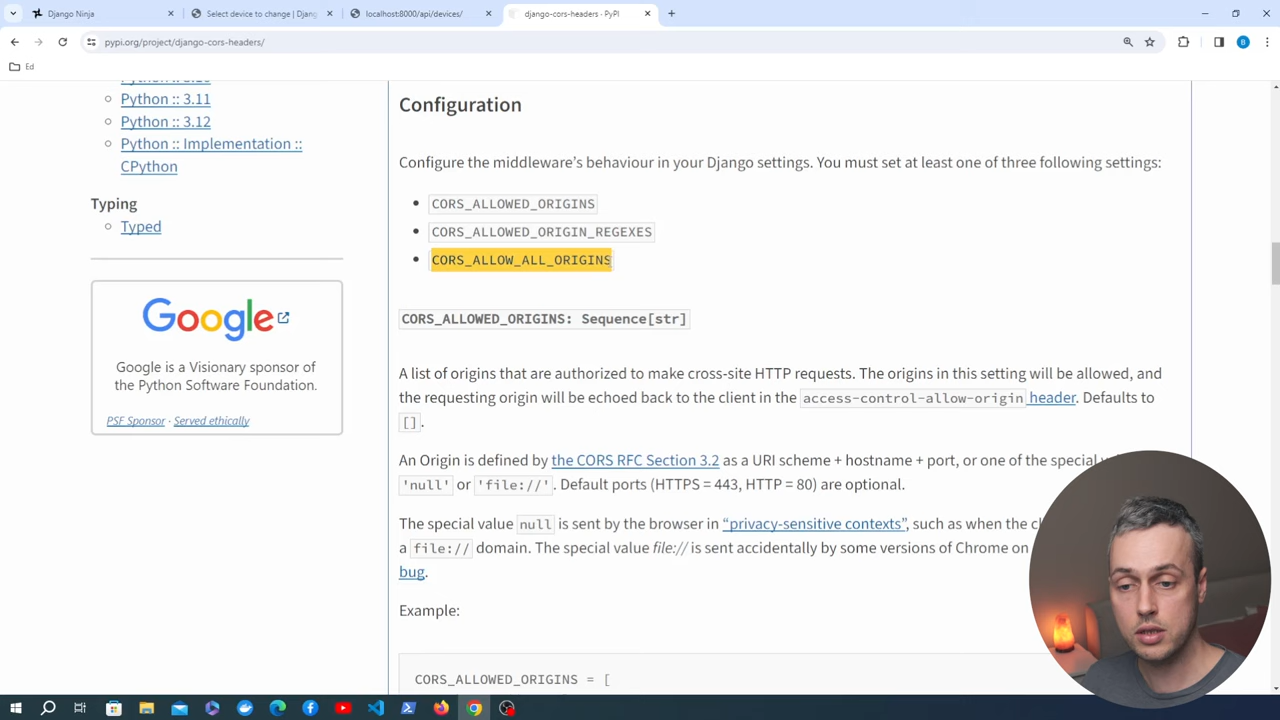 Django Ninja
Select device to change | Djang
localhost:8000/api/devices/
django-cors-headers · PyPI
pypi.org/project/django-cors-headers/
B
Ed
Python :: 3.11
Python :: 3.12
Python :: Implementation ::
CPython
Typing
Typed
Google
Google is a Visionary sponsor of
the Python Software Foundation.
PSF Sponsor · Served ethically
Configuration
Configure the middleware’s behaviour in your Django settings. You must set at least one of three following settings:
CORS_ALLOWED_ORIGINS
CORS_ALLOWED_ORIGIN_REGEXES
CORS_ALLOW_ALL_ORIGINS
CORS_ALLOWED_ORIGINS: Sequence[str]
A list of origins that are authorized to make cross-site HTTP requests. The origins in this setting will be allowed, and
the requesting origin will be echoed back to the client in the access-control-allow-origin header. Defaults to
[].
An Origin is defined by the CORS RFC Section 3.2 as a URI scheme + hostname + port, or one of the special
'null' or 'file://'. Default ports (HTTPS = 443, HTTP = 80) are optional.
The special value null is sent by the browser in “privacy-sensitive contexts”, such as when the
a file:// domain. The special value file:// is sent accidentally by some versions of Chrome on
bug.
Example:
CORS_ALLOWED_ORIGINS = [